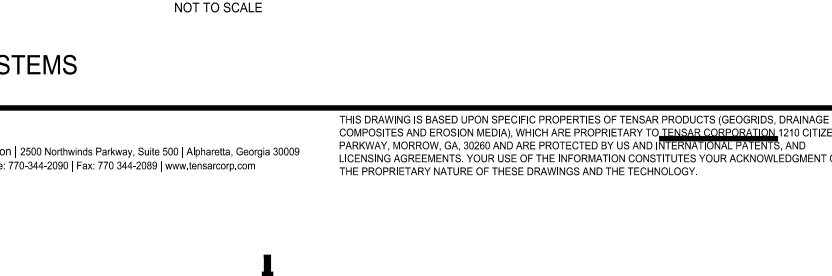 NOT TO SCALE
STEMS
THIS DRAWING IS BASED UPON SPECIFIC PROPERTIES OF TENSAR PRODUCTS (GEOGRIDS, DRAINAGE
COMPOSITES AND EROSION MEDIA), WHICH ARE PROPRIETARY TO TENSAR CORPORATION 1210 CITIZE
PARKWAY, MORROW, GA, 30260 AND ARE PROTECTED BY US AND INTERNATIONAL PATENTS, AND
LICENSING AGREEMENTS. YOUR USE OF THE INFORMATION CONSTITUTES YOUR ACKNOWLEDGMENT O
THE PROPRIETARY NATURE OF THESE DRAWINGS AND THE TECHNOLOGY.
on | 2500 Northwinds Parkway, Suite 500 | Alpharetta, Georgia 30009
e: 770-344-2090 | Fax: 770 344-2089 | www.tensarcorp.com